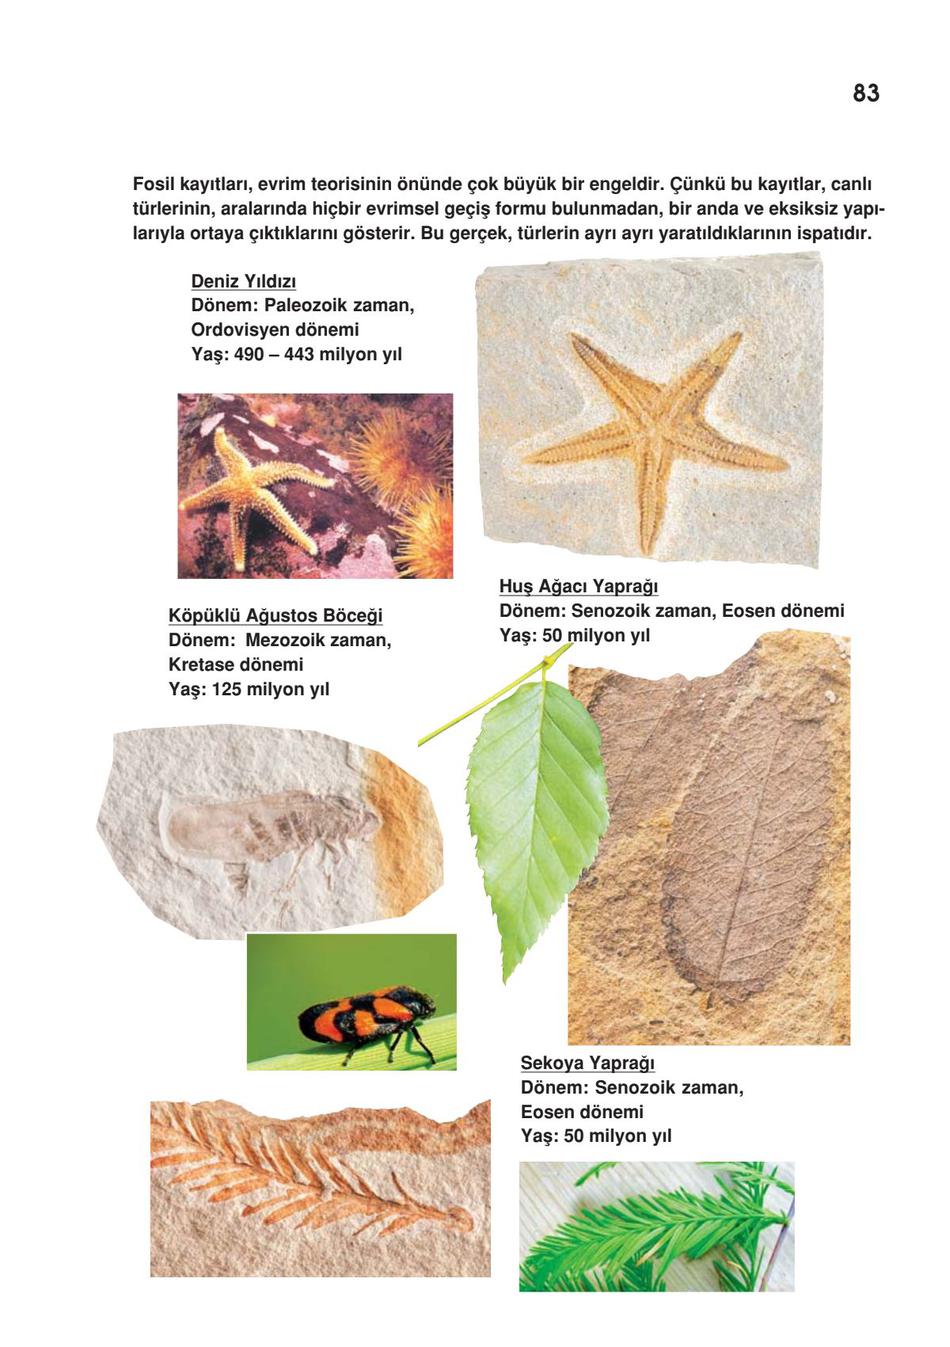 83
Fosil kayıtları, evrim teorisinin önünde çok büyük bir engeldir. Çünkü bu kayıtlar, canlı
türlerinin, aralarında hiçbir evrimsel geçiş formu bulunmadan, bir anda ve eksiksiz yapı-
larıyla ortaya çıktıklarını gösterir. Bu gerçek, türlerin ayrı ayrı yaratıldıklarının ispatıdır.
Deniz Yıldızı
Dönem: Paleozoik zaman,
Ordovisyen dönemi
Yaş: 490 – 443 milyon yıl
Huş Ağacı Yaprağı
Dönem: Senozoik zaman, Eosen dönemi
Yaş: 50 milyon yıl
Köpüklü Ağustos Böceği
Dönem: Mezozoik zaman,
Kretase dönemi
Yaş: 125 milyon yıl
Sekoya Yaprağı
Dönem: Senozoik zaman,
Eosen dönemi
Yaş: 50 milyon yıl